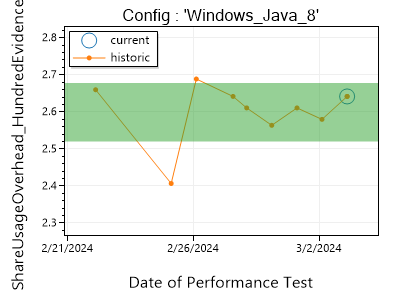 Config : 'Windows_Java_8'
current
historic
2.8
2.7
2.6
2.5
2.4
2.3
2/21/2024
2/26/2024
3/2/2024
ShareUsageOverhead_HundredEvidence
Date of Performance Test